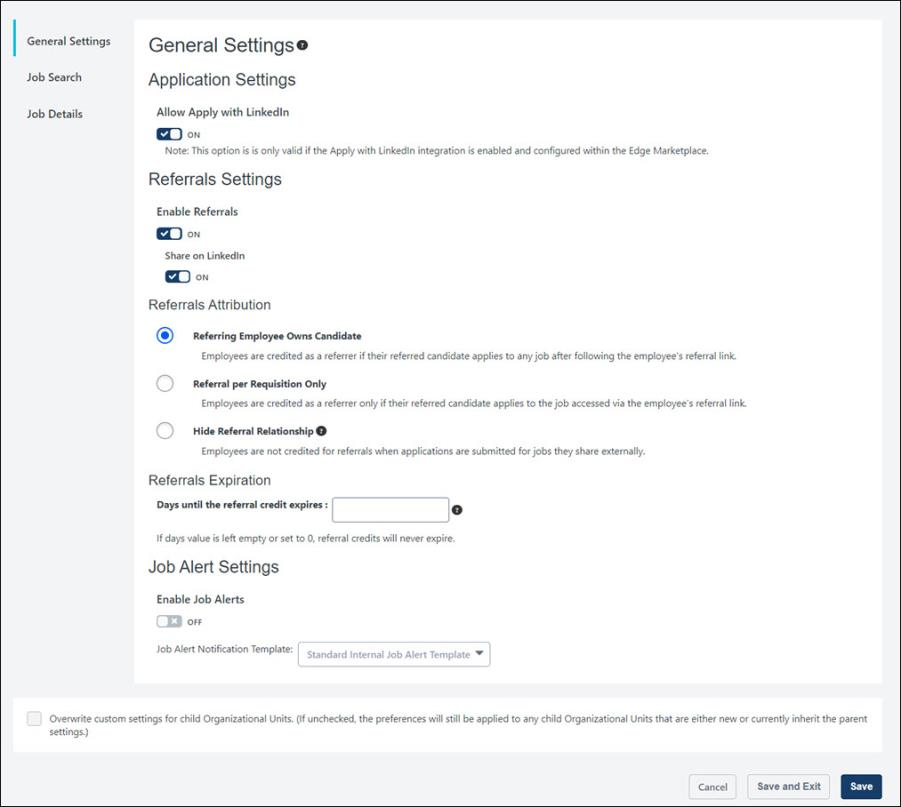 General Settings
Job Search
Job Details
General Settings ?
Application Settings
Allow Apply with LinkedIn
ON
Note: This option is is only valid if the Apply with LinkedIn integration is enabled and configured within the Edge Marketplace.
Referrals Settings
Enable Referrals
ON
Share on LinkedIn
ON
Referrals Attribution
Referring Employee Owns Candidate
Employees are credited as a referrer if their referred candidate applies to any job after following the employee's referral link.
Referral per Requisition Only
Employees are credited as a referrer only if their referred candidate applies to the job accessed via the employee's referral link.
Hide Referral Relationship ?
Employees are not credited for referrals when applications are submitted for jobs they share externally.
Referrals Expiration
Days until the referral credit expires : ?
If days value is left empty or set to 0, referral credits will never expire.
Job Alert Settings
Enable Job Alerts
OFF
Job Alert Notification Template: Standard Internal Job Alert Template
Overwrite custom settings for child Organizational Units. (If unchecked, the preferences will still be applied to any child Organizational Units that are either new or currently inherit the parent
settings.)
Cancel Save and Exit Save